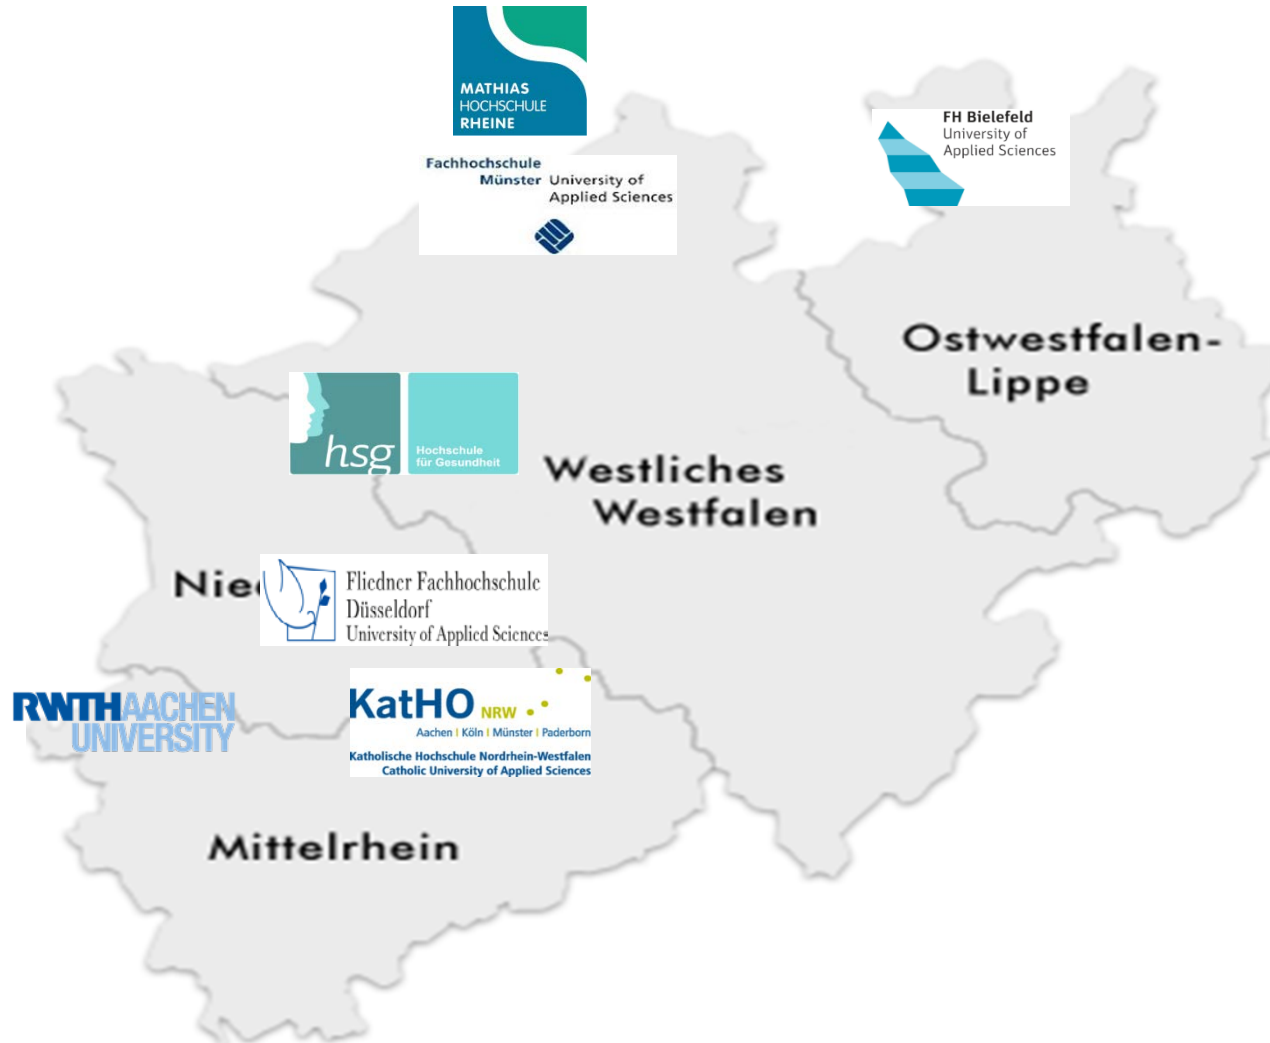 MATHIAS
HOCHSCHULE
RHEINE
FH Bielefeld
University of
Applied Sciences
Fachhochschule
Münster University of
Applied Sciences
Ostwestfalen-
Lippe
hsg
Hochschule
für Gesundheit
Westliches
Westfalen
Nie
Fliedner Fachhochschule
Düsseldorf
University of Applied Sciences
RWTHAACHEN
UNIVERSITY
KatHO NRW
Aachen | Köln | Münster | Paderborn
Katholische Hochschule Nordrhein-Westfalen
Catholic University of Applied Sciences
Mittelrhein